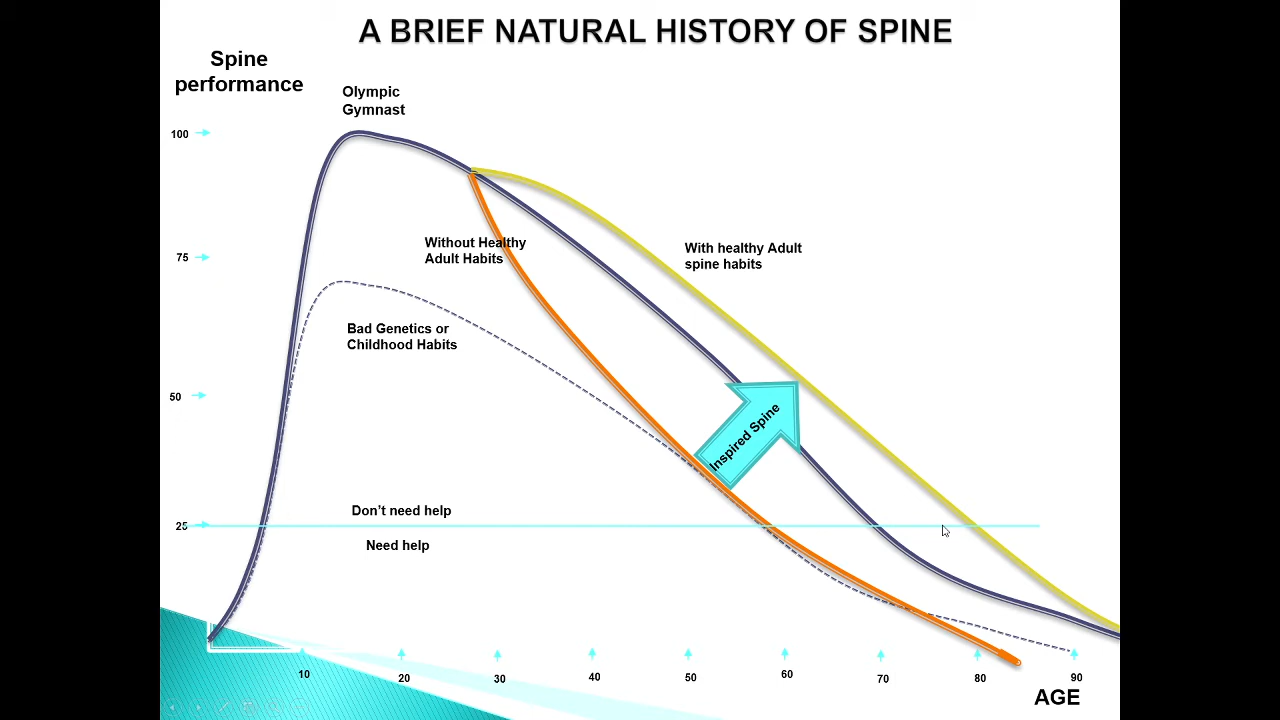 A BRIEF NATURAL HISTORY OF SPINE
Spine
performance
Olympic
Gymnast
100
Without Healthy
Adult Habits
With healthy Adult
spine habits
75
Bad Genetics or
Childhood Habits
50
Inspired Spine
Don’t need help
25
Need help
10
20
30
40
50
60
70
80
90
AGE